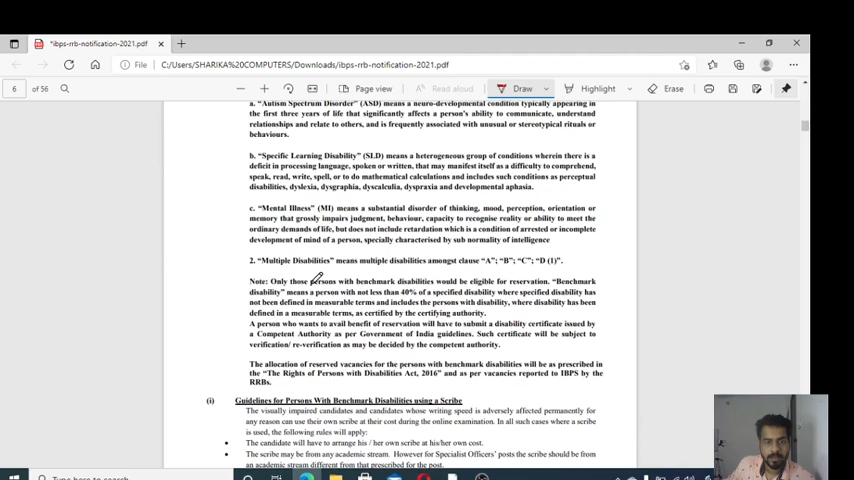 *ibps-rrb-notification-2021.pdf
File
C:/Users/SHARIKA%20COMPUTERS/Downloads/ibps-rrb-notification-2021.pdf
6
of 56
Page view
Read aloud
Draw
Highlight
Erase
a. “Autism Spectrum Disorder” (ASD) means a neuro-developmental condition typically appearing in
the first three years of life that significantly affects a person’s ability to communicate, understand
relationships and relate to others, and is frequently associated with unusual or stereotypical rituals or
behaviours.
b. “Specific Learning Disability” (SLD) means a heterogeneous group of conditions wherein there is a
deficit in processing language, spoken or written, that may manifest itself as a difficulty to comprehend,
speak, read, write, spell, or to do mathematical calculations and includes such conditions as perceptual
disabilities, dyslexia, dysgraphia, dyscalculia, dyspraxia and developmental aphasia.
c. “Mental Illness” (MI) means a substantial disorder of thinking, mood, perception, orientation or
memory that grossly impairs judgment, behaviour, capacity to recognise reality or ability to meet the
ordinary demands of life, but does not include retardation which is a condition of arrested or incomplete
development of mind of a person, specially characterised by sub normality of intelligence
2. “Multiple Disabilities” means multiple disabilities amongst clause “A”; “B”; “C”; “D (1)”.
Note: Only those persons with benchmark disabilities would be eligible for reservation. “Benchmark
disability” means a person with not less than 40% of a specified disability where specified disability has
not been defined in measurable terms and includes the persons with disability, where disability has been
defined in a measurable terms, as certified by the certifying authority.
A person who wants to avail benefit of reservation will have to submit a disability certificate issued by
a Competent Authority as per Government of India guidelines. Such certificate will be subject to
verification/ re-verification as may be decided by the competent authority.
The allocation of reserved vacancies for the persons with benchmark disabilities will be as prescribed in
the “The Rights of Persons with Disabilities Act, 2016” and as per vacancies reported to IBPS by the
RRBs.
(i) Guidelines for Persons With Benchmark Disabilities using a Scribe
The visually impaired candidates and candidates whose writing speed is adversely affected permanently for
any reason can use their own scribe at their cost during the online examination. In all such cases where a scribe
is used, the following rules will apply:
• The candidate will have to arrange his / her own scribe at his/her own cost.
• The scribe may be from any academic stream. However for Specialist Officers’ posts the scribe should be from
an academic stream different from that prescribed for the post.
Type here to search